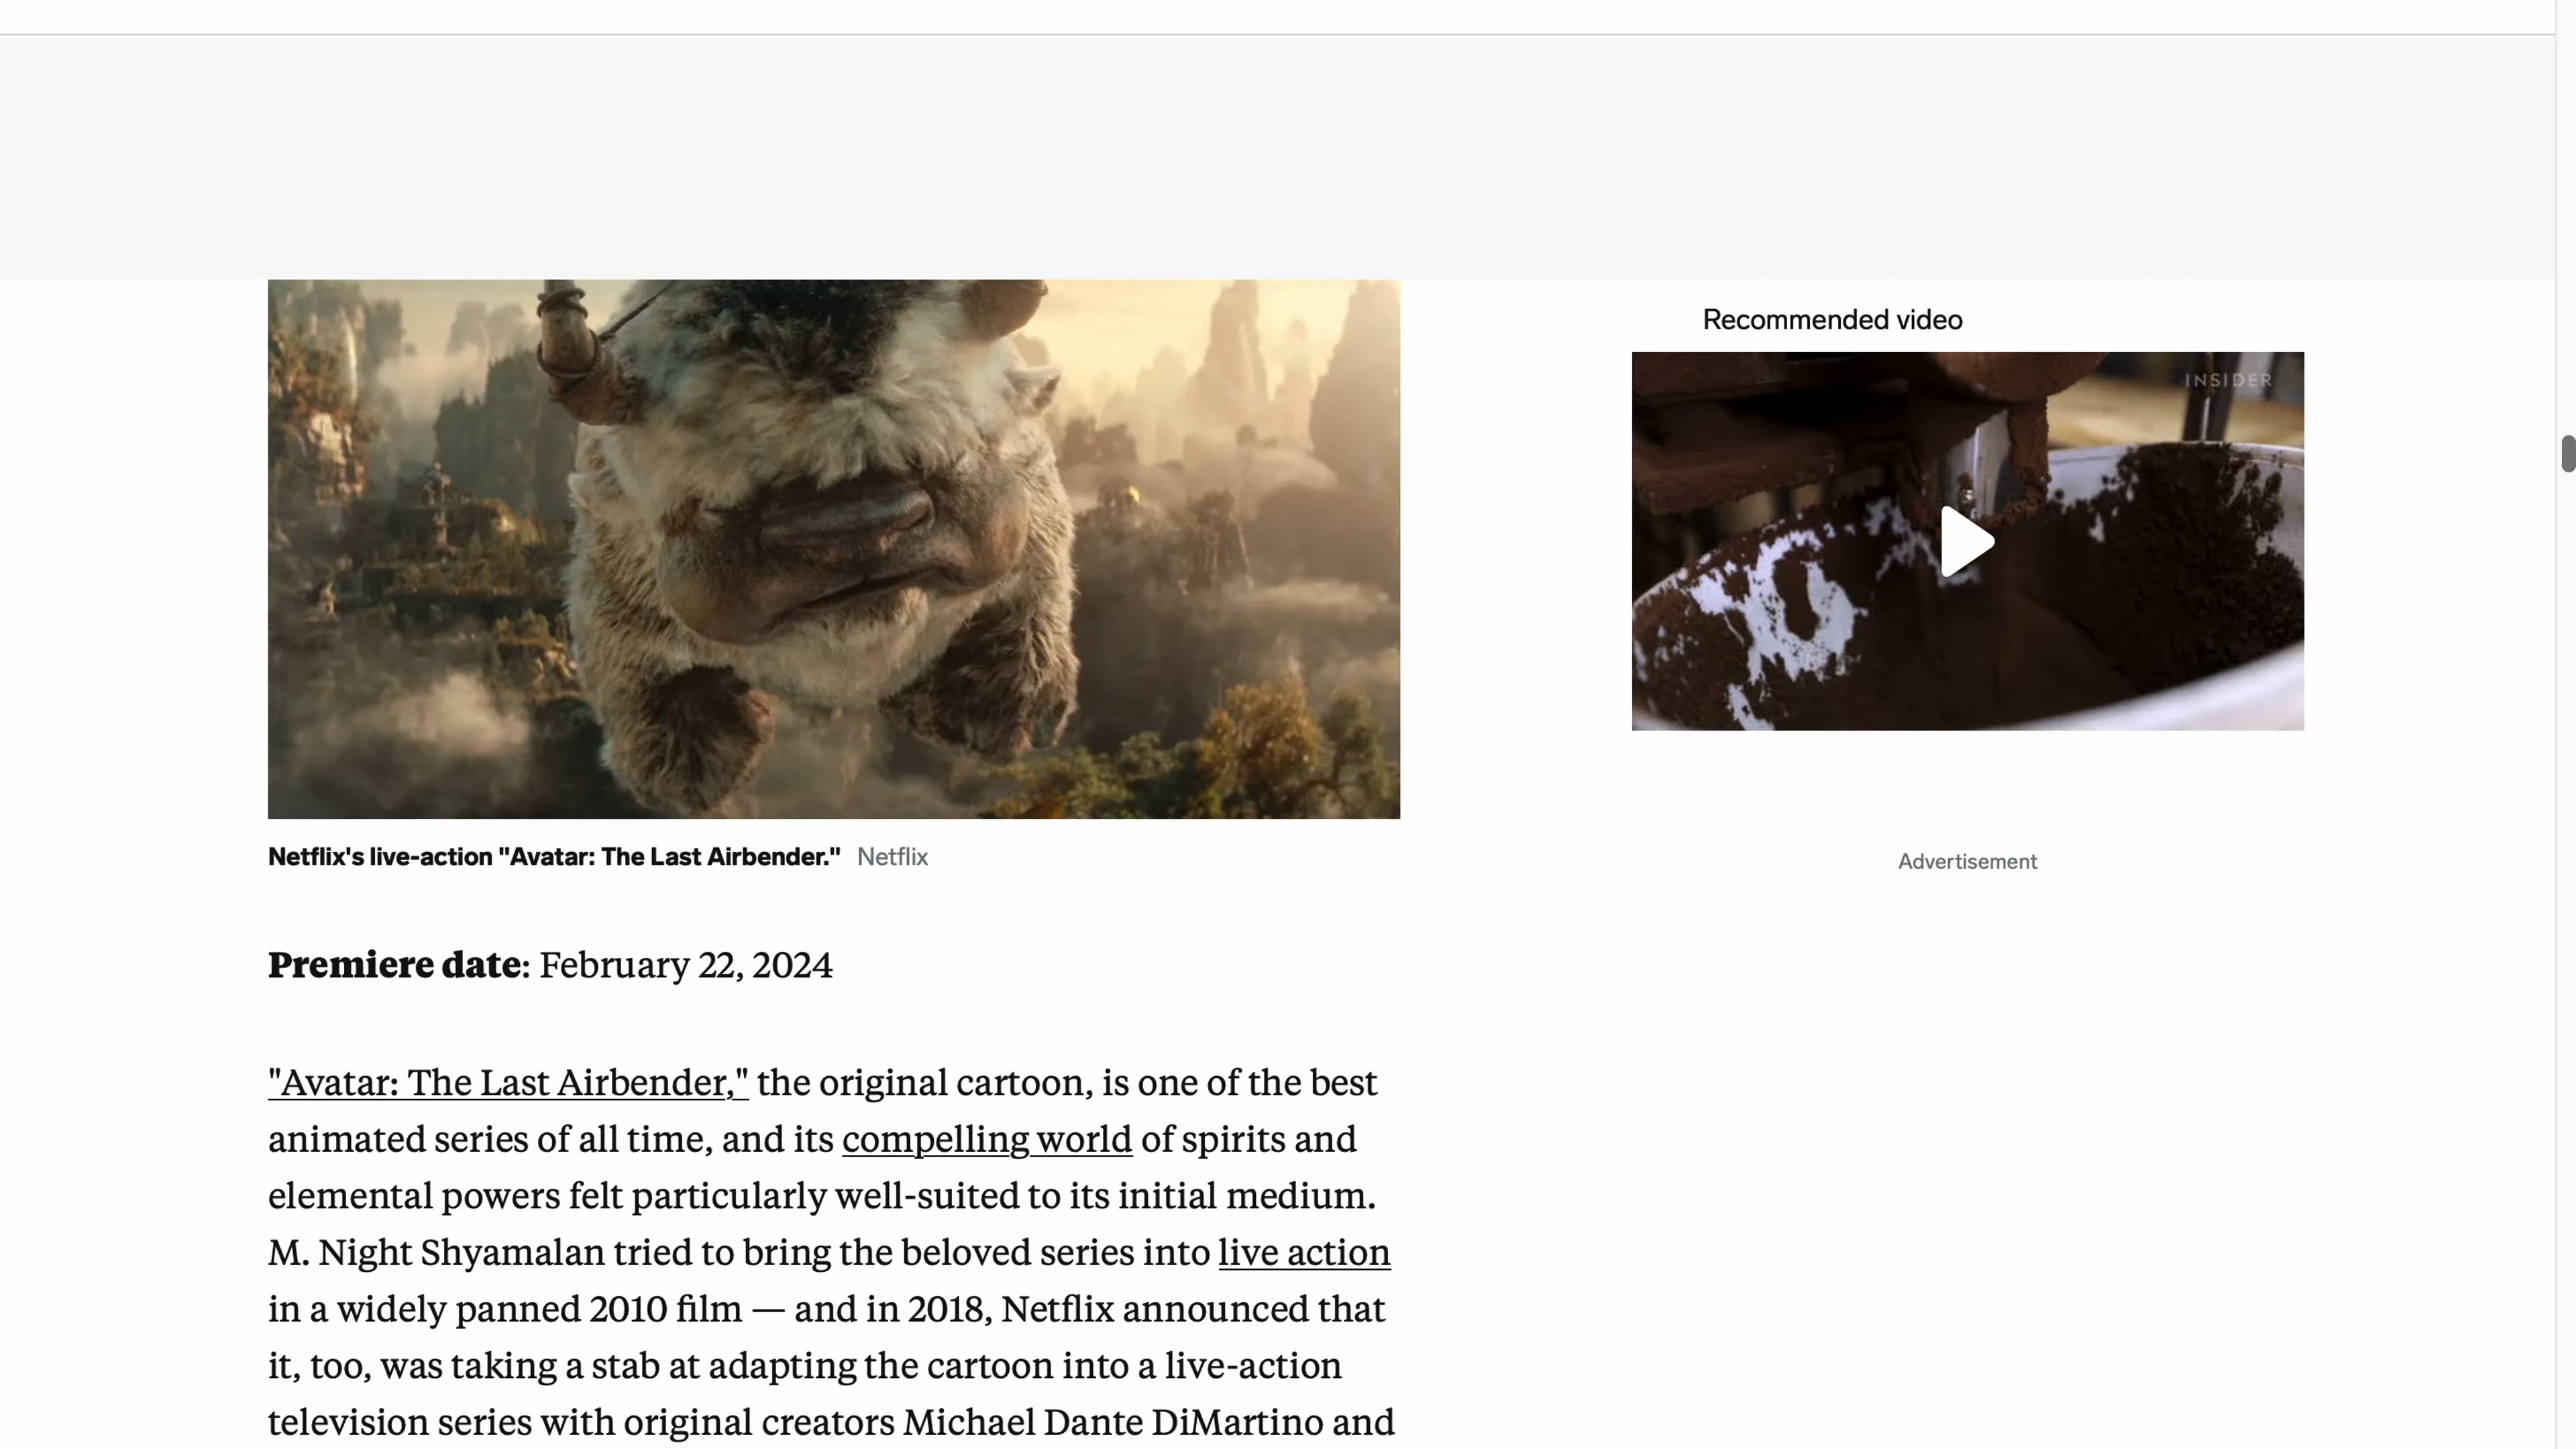 Recommended video
INSIDER
Netflix's live-action "Avatar: The Last Airbender." Netflix
Advertisement
Premiere date: February 22, 2024
"Avatar: The Last Airbender," the original cartoon, is one of the best
animated series of all time, and its compelling world of spirits and
elemental powers felt particularly well-suited to its initial medium.
M. Night Shyamalan tried to bring the beloved series into live action
in a widely panned 2010 film — and in 2018, Netflix announced that
it, too, was taking a stab at adapting the cartoon into a live-action
television series with original creators Michael Dante DiMartino and